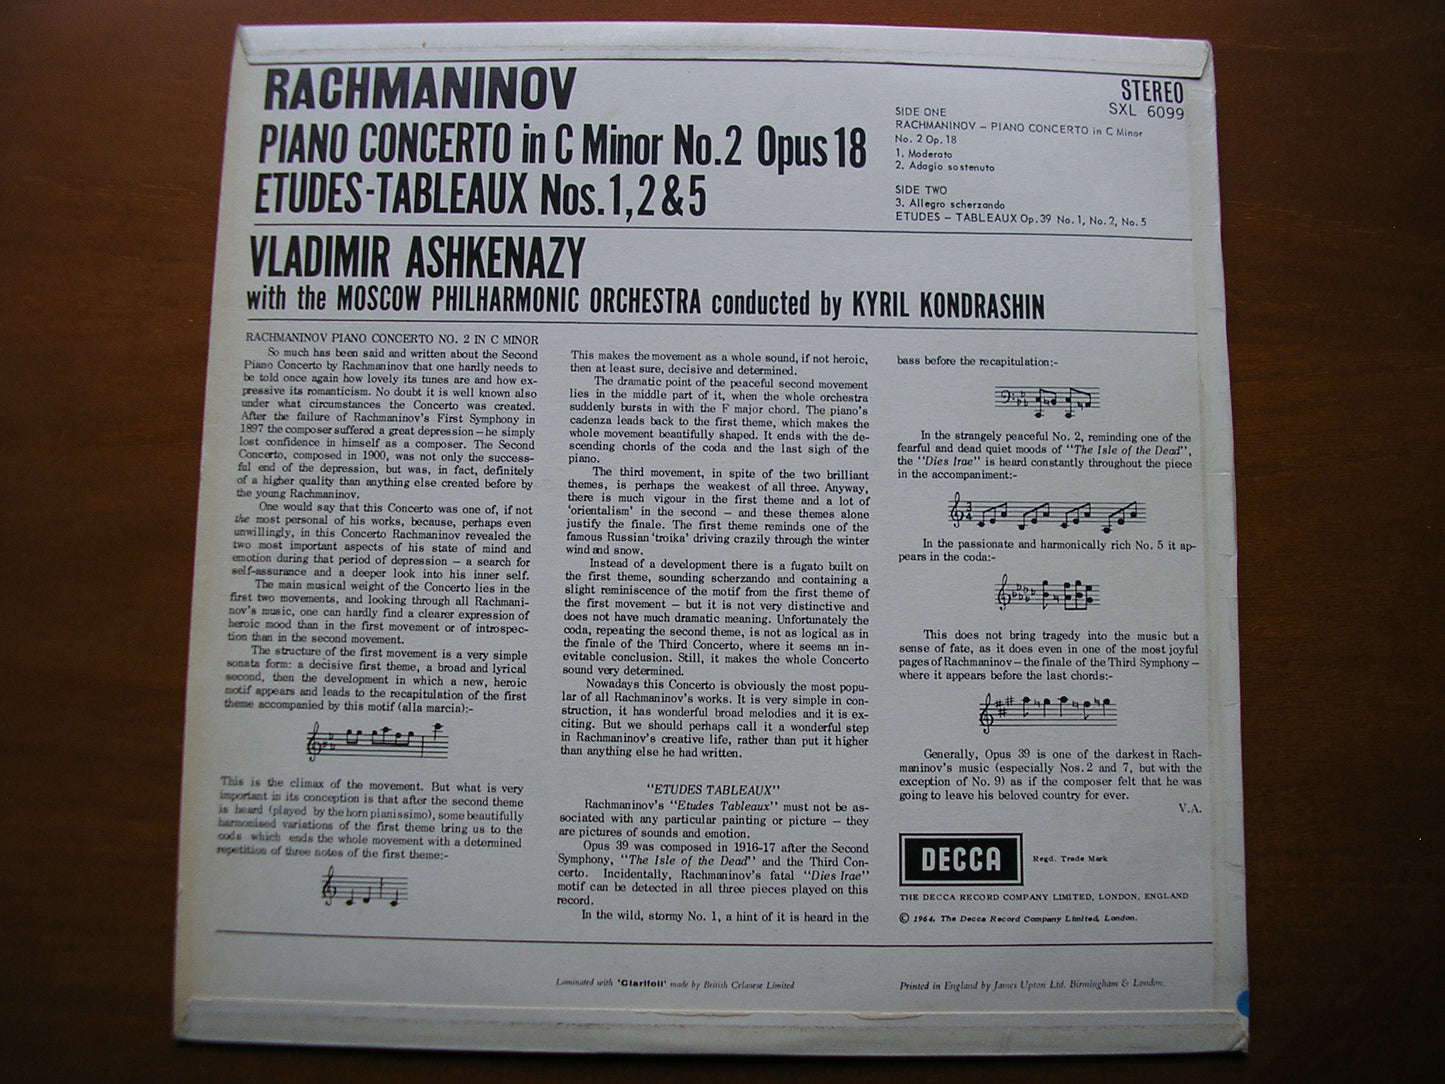 RACHMANINOV
PIANO CONCERTO in C Minor No.2 Opus 18
ETUDES-TABLEAUX Nos.1,2&5
STEREO
SXL 6099
SIDE ONE
RACHMANINOV – PIANO CONCERTO in C Minor
No. 2 Op. 18
1. Moderato
2. Adagio sostenuto
SIDE TWO
3. Allegro scherzando
ETUDES – TABLEAUX Op. 39 No. 1, No. 2, No. 5
VLADIMIR ASHKENAZY
with the MOSCOW PHILHARMONIC ORCHESTRA conducted by KYRIL KONDRASHIN
RACHMANINOV PIANO CONCERTO NO. 2 IN C MINOR
So much has been said and written about the Second
Piano Concerto by Rachmaninov that one hardly needs to
be told once again how lovely its tunes are and how ex-
pressive its romanticism. No doubt it is well known also
under what circumstances the Concerto was created.
After the failure of Rachmaninov's First Symphony in
1897 the composer suffered a great depression – he simply
lost confidence in himself as a composer. The Second
Concerto, composed in 1900, was not only the success-
ful end of the depression, but was, in fact, definitely
of a higher quality than anything else created before by
the young Rachmaninov.
One would say that this Concerto was one of, if not
the most personal of his works, because, perhaps even
unwillingly, in this Concerto Rachmaninov revealed the
two most important aspects of his state of mind and
emotion during that period of depression – a search for
self-assurance and a deeper look into his inner self.
The main musical weight of the Concerto lies in the
first two movements, and looking through all Rachmani-
nov's music, one can hardly find a clearer expression of
heroic mood than in the first movement or of introspec-
tion than in the second movement.
The structure of the first movement is a very simple
sonata form: a decisive first theme, a broad and lyrical
second, then the development in which a new, heroic
motif appears and leads to the recapitulation of the first
theme accompanied by this motif (alla marcia):-
This is the climax of the movement. But what is very
important in its conception is that after the second theme
is heard (played by the horn pianissimo), some beautifully
harmonised variations of the first theme bring us to the
coda which ends the whole movement with a determined
repetition of three notes of the first theme:-
This makes the movement as a whole sound, if not heroic,
then at least sure, decisive and determined.
The dramatic point of the peaceful second movement
lies in the middle part of it, when the whole orchestra
suddenly bursts in with the F major chord. The piano's
cadenza leads back to the first theme, which makes the
whole movement beautifully shaped. It ends with the de-
scending chords of the coda and the last sigh of the
piano.
The third movement, in spite of the two brilliant
themes, is perhaps the weakest of all three. Anyway,
there is much vigour in the first theme and a lot of
'orientalism' in the second – and these themes alone
justify the finale. The first theme reminds one of the
famous Russian 'troika' driving crazily through the winter
wind and snow.
Instead of a development there is a fugato built on
the first theme, sounding scherzando and containing a
slight reminiscence of the motif from the first theme of
the first movement – but it is not very distinctive and
does not have much dramatic meaning. Unfortunately the
coda, repeating the second theme, is not as logical as in
the finale of the Third Concerto, where it seems an in-
evitable conclusion. Still, it makes the whole Concerto
sound very determined.
Nowadays this Concerto is obviously the most popu-
lar of all Rachmaninov's works. It is very simple in con-
struction, it has wonderful broad melodies and it is ex-
citing. But we should perhaps call it a wonderful step
in Rachmaninov's creative life, rather than put it higher
than anything else he had written.
"ETUDES TABLEAUX"
Rachmaninov's "Etudes Tableaux" must not be as-
sociated with any particular painting or picture – they
are pictures of sounds and emotion.
Opus 39 was composed in 1916-17 after the Second
Symphony, "The Isle of the Dead" and the Third Con-
certo. Incidentally, Rachmaninov's fatal "Dies Irae"
motif can be detected in all three pieces played on this
record.
In the wild, stormy No. 1, a hint of it is heard in the
bass before the recapitulation:-
In the strangely peaceful No. 2, reminding one of the
fearful and dead quiet moods of "The Isle of the Dead",
the "Dies Irae" is heard constantly throughout the piece
in the accompaniment:-
In the passionate and harmonically rich No. 5 it ap-
pears in the coda:-
This does not bring tragedy into the music but a
sense of fate, as it does even in one of the most joyful
pages of Rachmaninov – the finale of the Third Symphony –
where it appears before the last chords:-
Generally, Opus 39 is one of the darkest in Rach-
maninov's music (especially Nos. 2 and 7, but with the
exception of No. 9) as if the composer felt that he was
going to leave his beloved country for ever.
V.A.
DECCA
Regd. Trade Mark
THE DECCA RECORD COMPANY LIMITED, LONDON, ENGLAND
© 1964, The Decca Record Company Limited, London.
Laminated with 'Clarifoil' made by British Celanese Limited
Printed in England by James Upton Ltd. Birmingham & London.